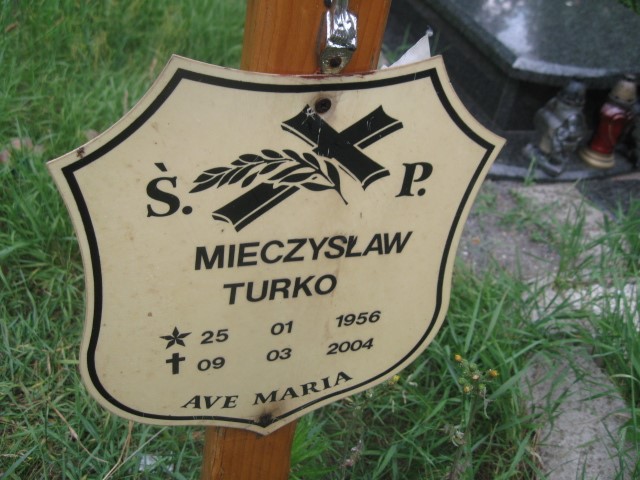 Ś. P.
MIECZYSŁAW
TURKO
★ 25 01 1956
✝ 09 03 2004
AVE MARIA